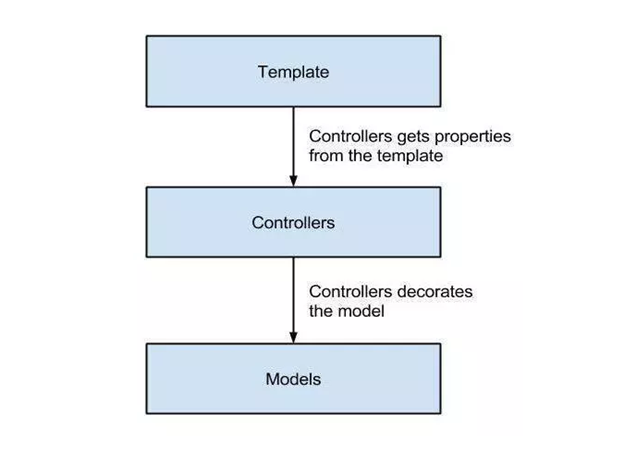 Template
Controllers gets properties
from the template
Controllers
Controllers decorates
the model
Models